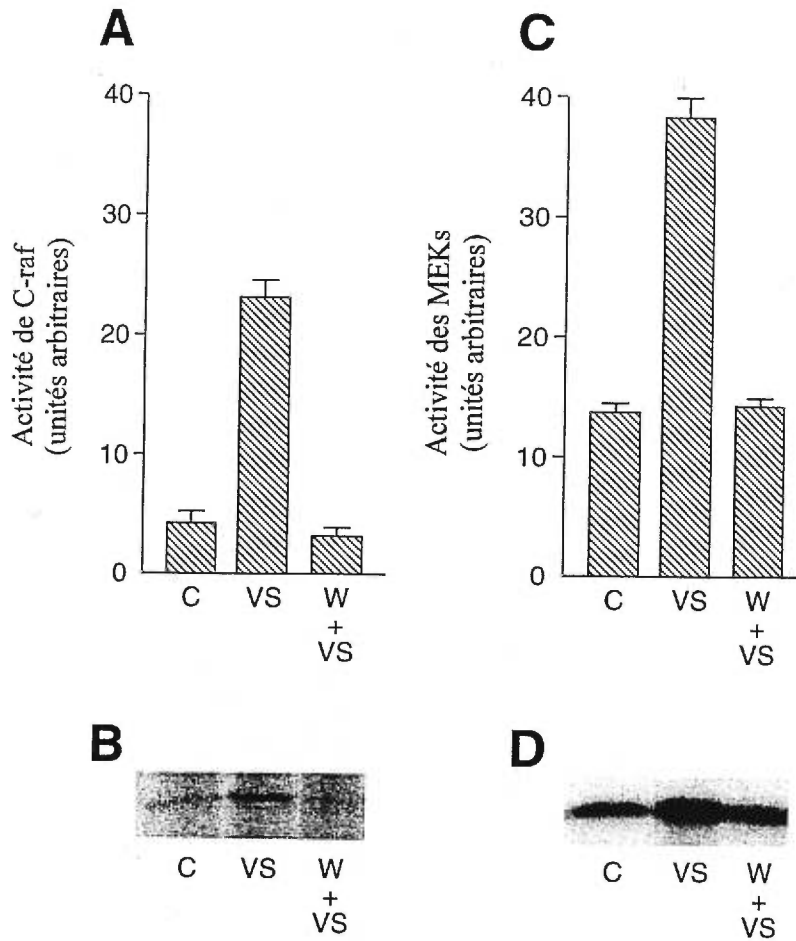 A
Activité de C-raf
(unités arbitraires)
40
30
20
10
0
C VS W
+
VS
C
Activité des MEKs
(unités arbitraires)
40
30
20
10
0
C VS W
+
VS
B
C VS W
+
VS
D
C VS W
+
VS